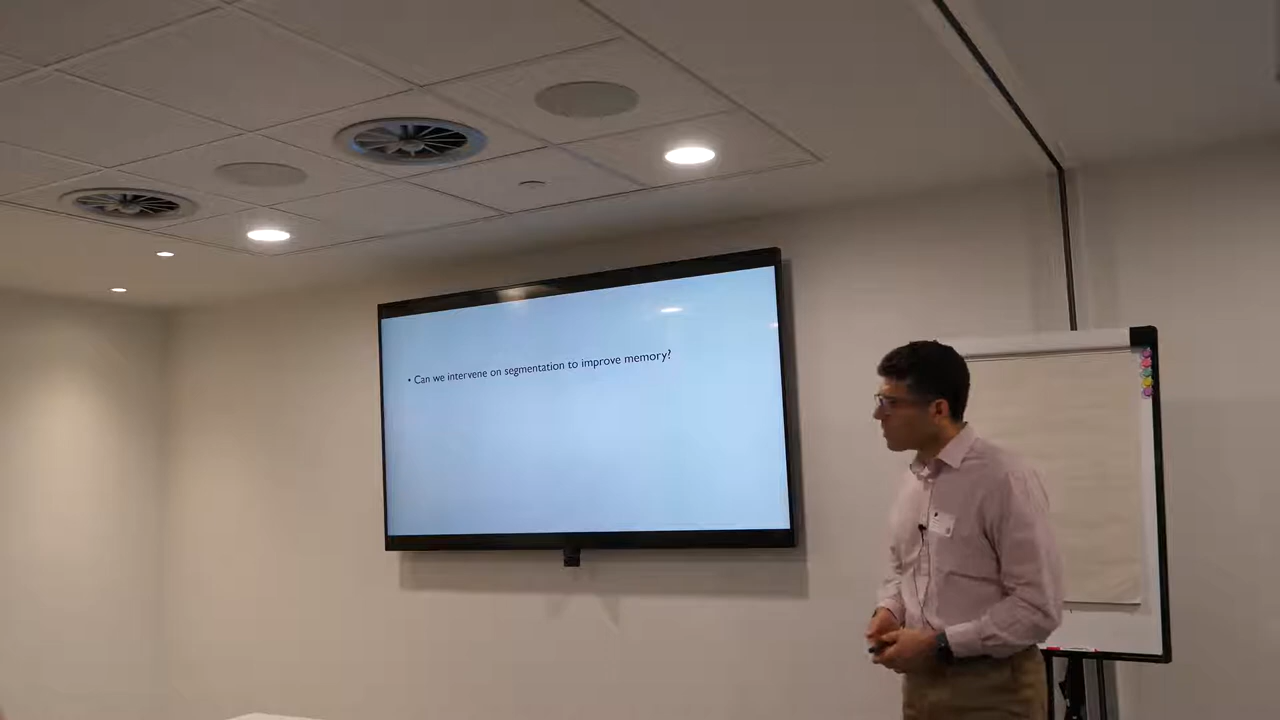 • Can we intervene on segmentation to improve memory?